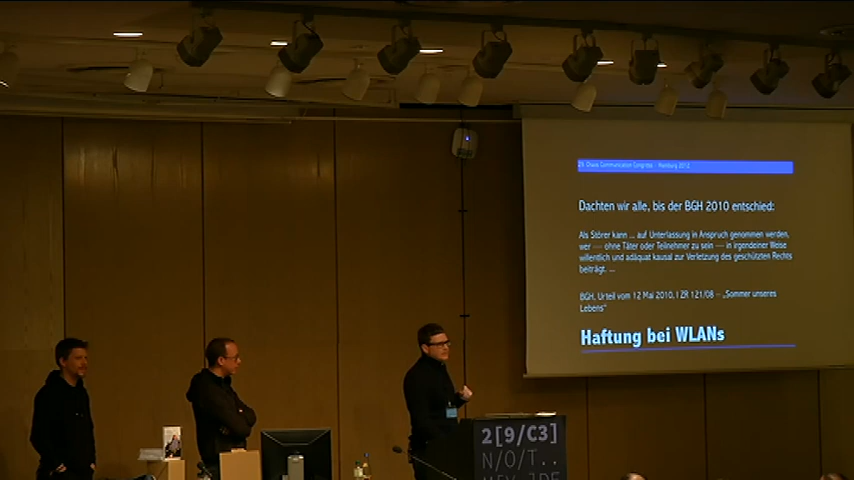 29. Chaos Communication Congress - Hamburg 2012
Dachten wir alle, bis der BGH 2010 entschied:
Als Störer kann ... auf Unterlassung in Anspruch genommen werden,
wer — ohne Täter oder Teilnehmer zu sein — in irgendeiner Weise
willentlich und adäquat kausal zur Verletzung des geschützten Rechts
beiträgt. ...
BGH, Urteil vom 12 Mai 2010, I ZR 121/08 – „Sommer unseres
Lebens“
Haftung bei WLANs
2[9/C3]
N/O/T..